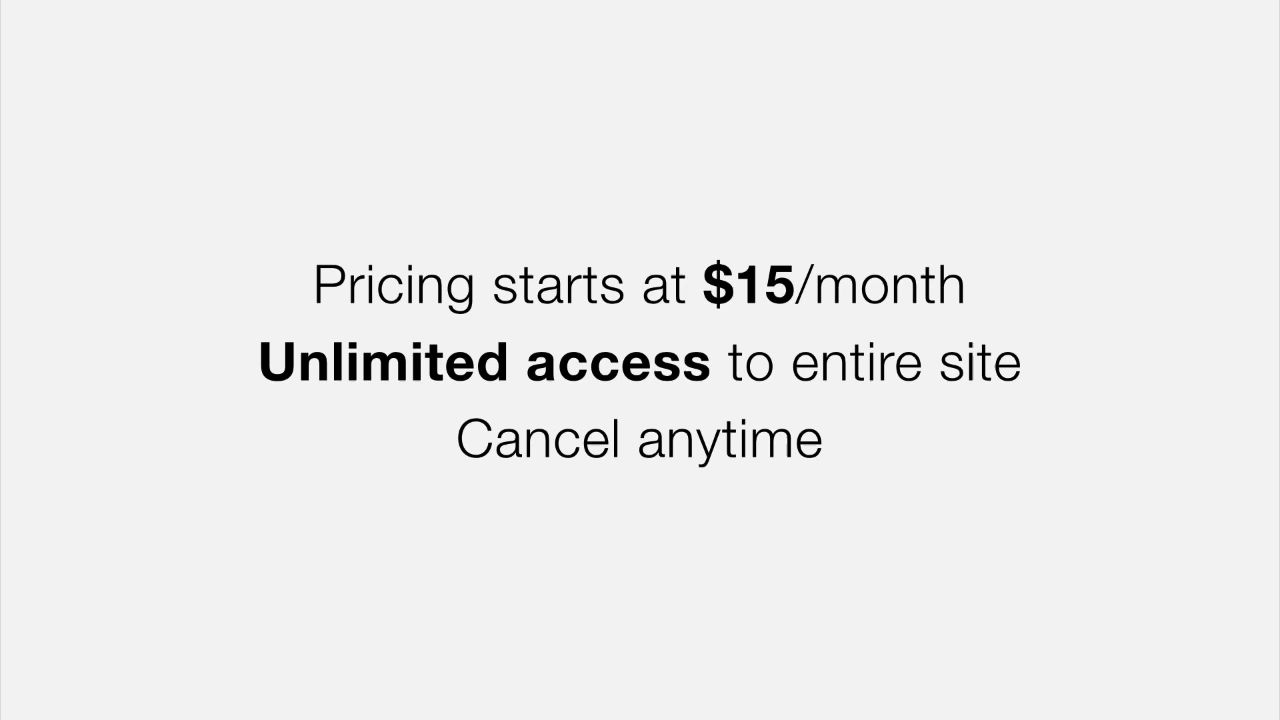 Pricing starts at $15/month
Unlimited access to entire site
Cancel anytime